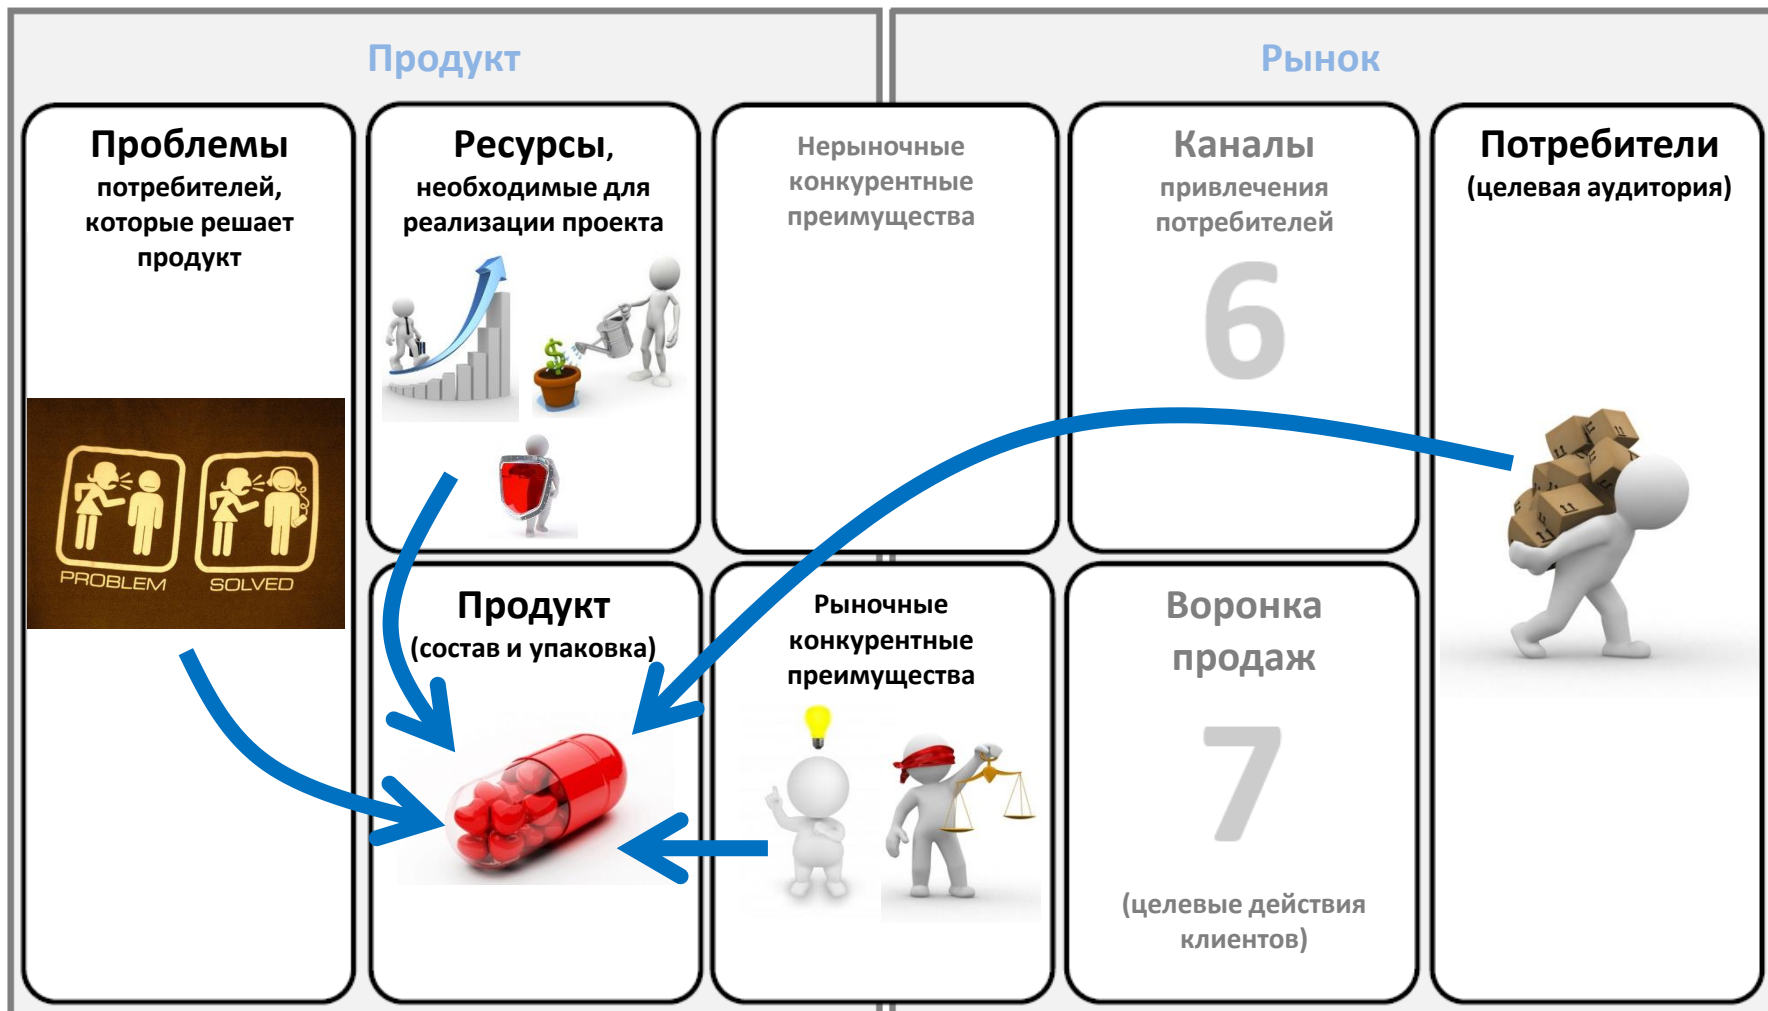 Продукт
Рынок
Проблемы
потребителей,
которые решает
продукт
PROBLEM
SOLVED
Ресурсы,
необходимые для
реализации проекта
Продукт
(состав и упаковка)
Нерыночные
конкурентные
преимущества
Рыночные
конкурентные
преимущества
Каналы
привлечения
потребителей
6
Воронка
продаж
7
(целевые действия
клиентов)
Потребители
(целевая аудитория)